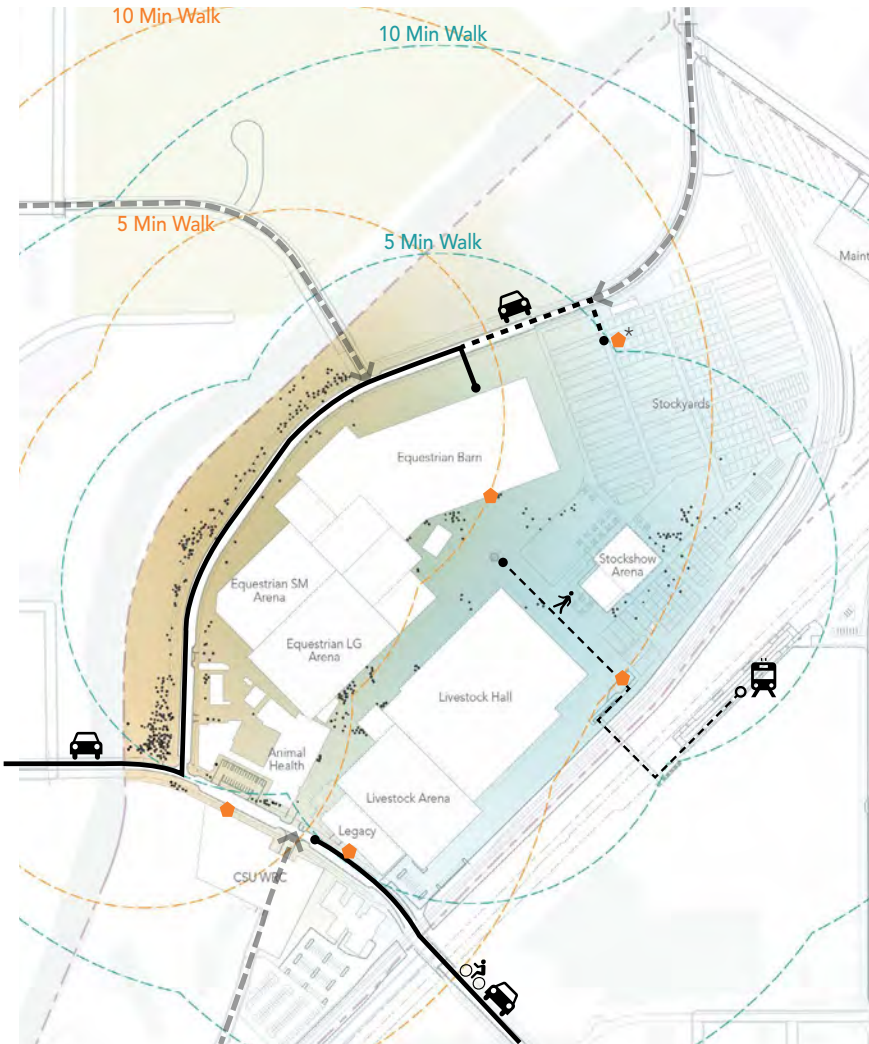 10 Min Walk
10 Min Walk
5 Min Walk
5 Min Walk
Maint
*
Stockyards
Equestrian Barn
Stockshow
Arena
Equestrian SM
Arena
Equestrian LG
Arena
Livestock Hall
Animal
Health
Livestock Arena
Legacy
CSU WRC